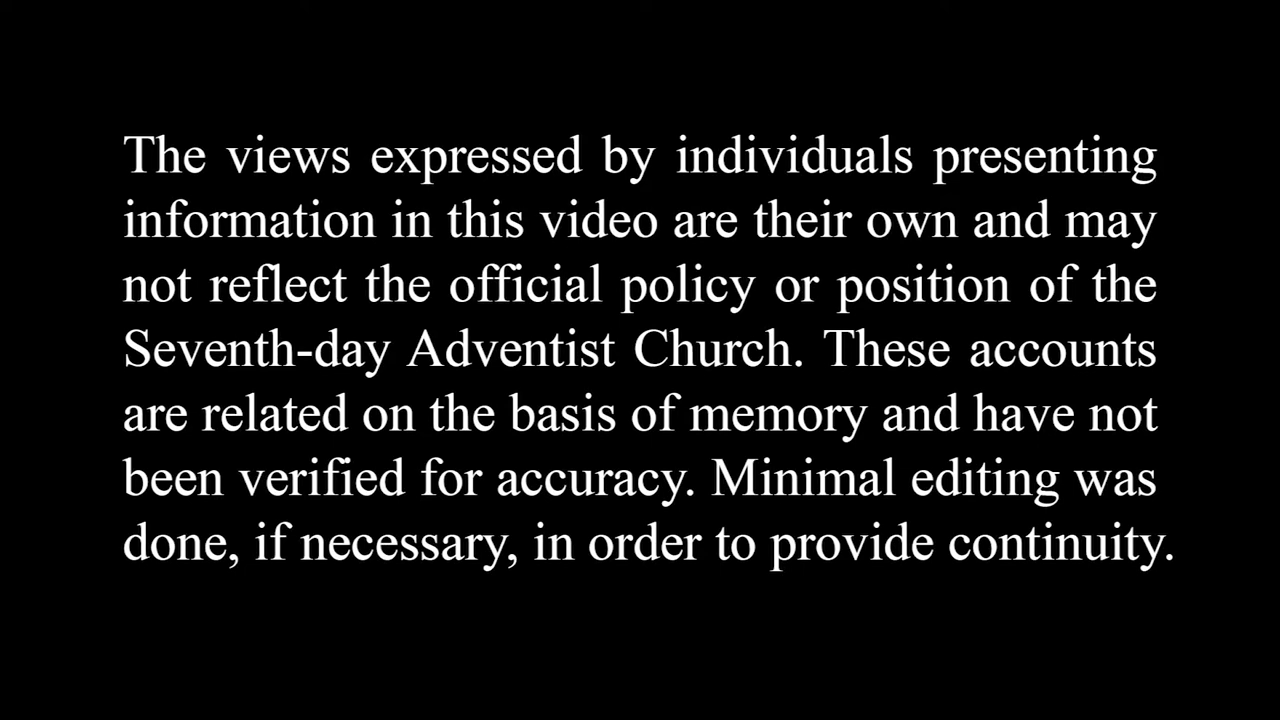 The views expressed by individuals presenting
information in this video are their own and may
not reflect the official policy or position of the
Seventh-day Adventist Church. These accounts
are related on the basis of memory and have not
been verified for accuracy. Minimal editing was
done, if necessary, in order to provide continuity.